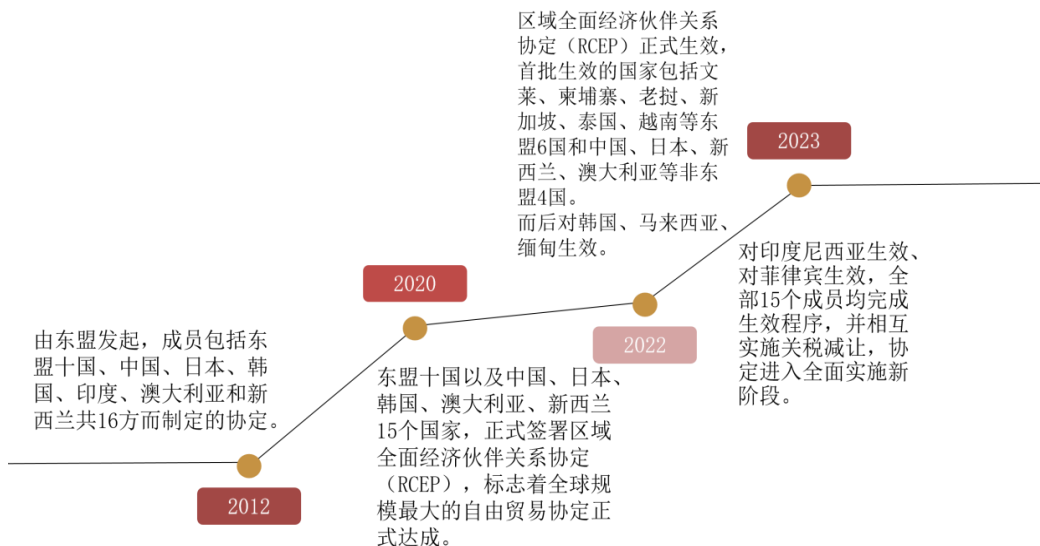 由东盟发起，成员包括东
盟十国、中国、日本、韩
国、印度、澳大利亚和新
西兰共16方而制定的协定。
2012
2020
东盟十国以及中国、日本、
韩国、澳大利亚、新西兰
15个国家，正式签署区域
全面经济伙伴关系协定
（RCEP），标志着全球规
模最大的自由贸易协定正
式达成。
区域全面经济伙伴关系
协定（RCEP）正式生效，
首批生效的国家包括文
莱、柬埔寨、老挝、新
加坡、泰国、越南等东
盟6国和中国、日本、新
西兰、澳大利亚等非东
盟4国。
而后对韩国、马来西亚、
缅甸生效。
2022
2023
对印度尼西亚生效、
对菲律宾生效，全
部15个成员均完成
生效程序，并相互
实施关税减让，协
定进入全面实施新
阶段。